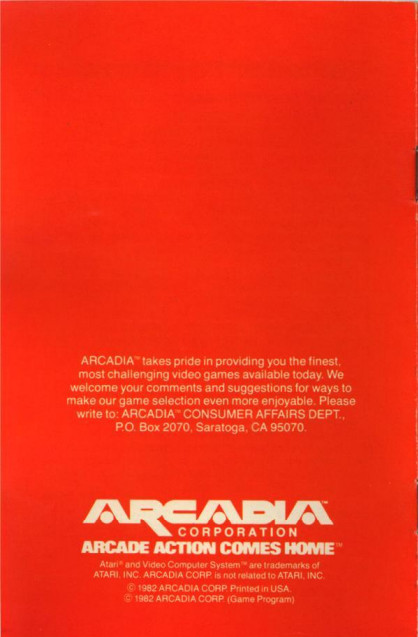 ARCADIA™ takes pride in providing you the finest,
most challenging video games available today. We
welcome your comments and suggestions for ways to
make our game selection even more enjoyable. Please
write to: ARCADIA™ CONSUMER AFFAIRS DEPT.,
P.O. Box 2070, Saratoga, CA 95070.
ARCADIA™
CORPORATION
ARCADE ACTION COMES HOME™
Atari® and Video Computer System™ are trademarks of
ATARI, INC. ARCADIA CORP. is not related to ATARI, INC.
© 1982 ARCADIA CORP. Printed in USA.
© 1982 ARCADIA CORP. (Game Program)